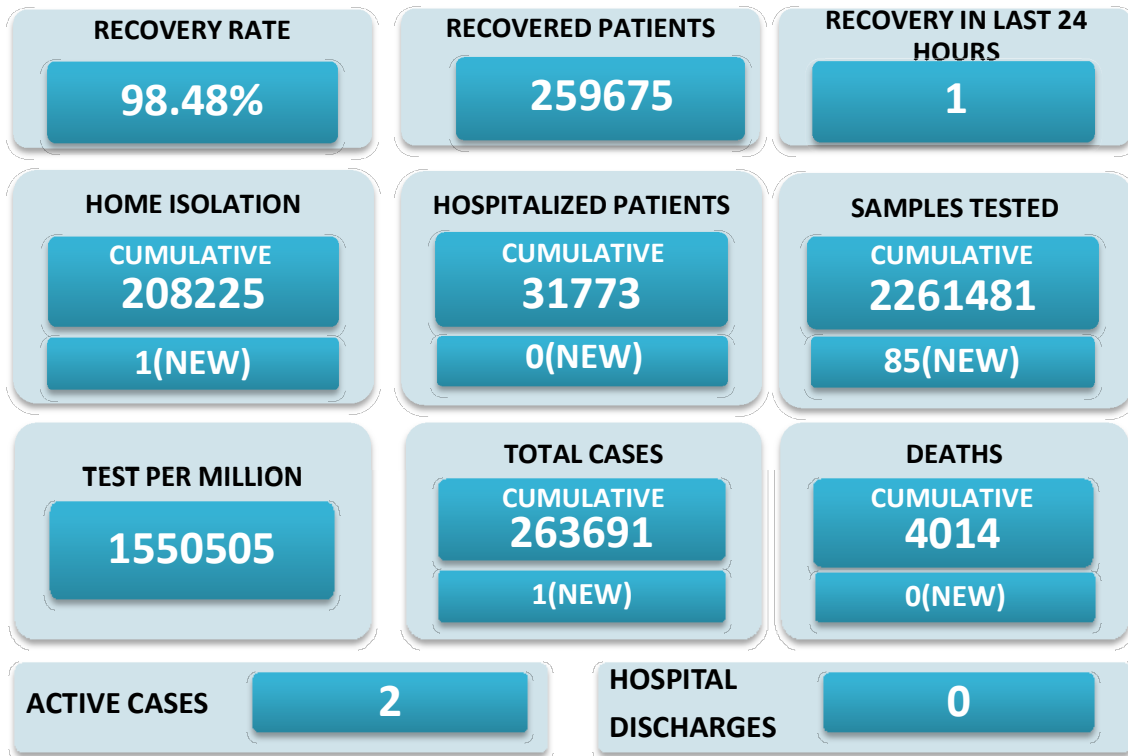 RECOVERY RATE
98.48%
RECOVERED PATIENTS
259675
RECOVERY IN LAST 24
HOURS
1
HOME ISOLATION
CUMULATIVE
208225
1(NEW)
HOSPITALIZED PATIENTS
CUMULATIVE
31773
0(NEW)
SAMPLES TESTED
CUMULATIVE
2261481
85(NEW)
TEST PER MILLION
1550505
TOTAL CASES
CUMULATIVE
263691
1(NEW)
DEATHS
CUMULATIVE
4014
0(NEW)
ACTIVE CASES
2
HOSPITAL
DISCHARGES
0